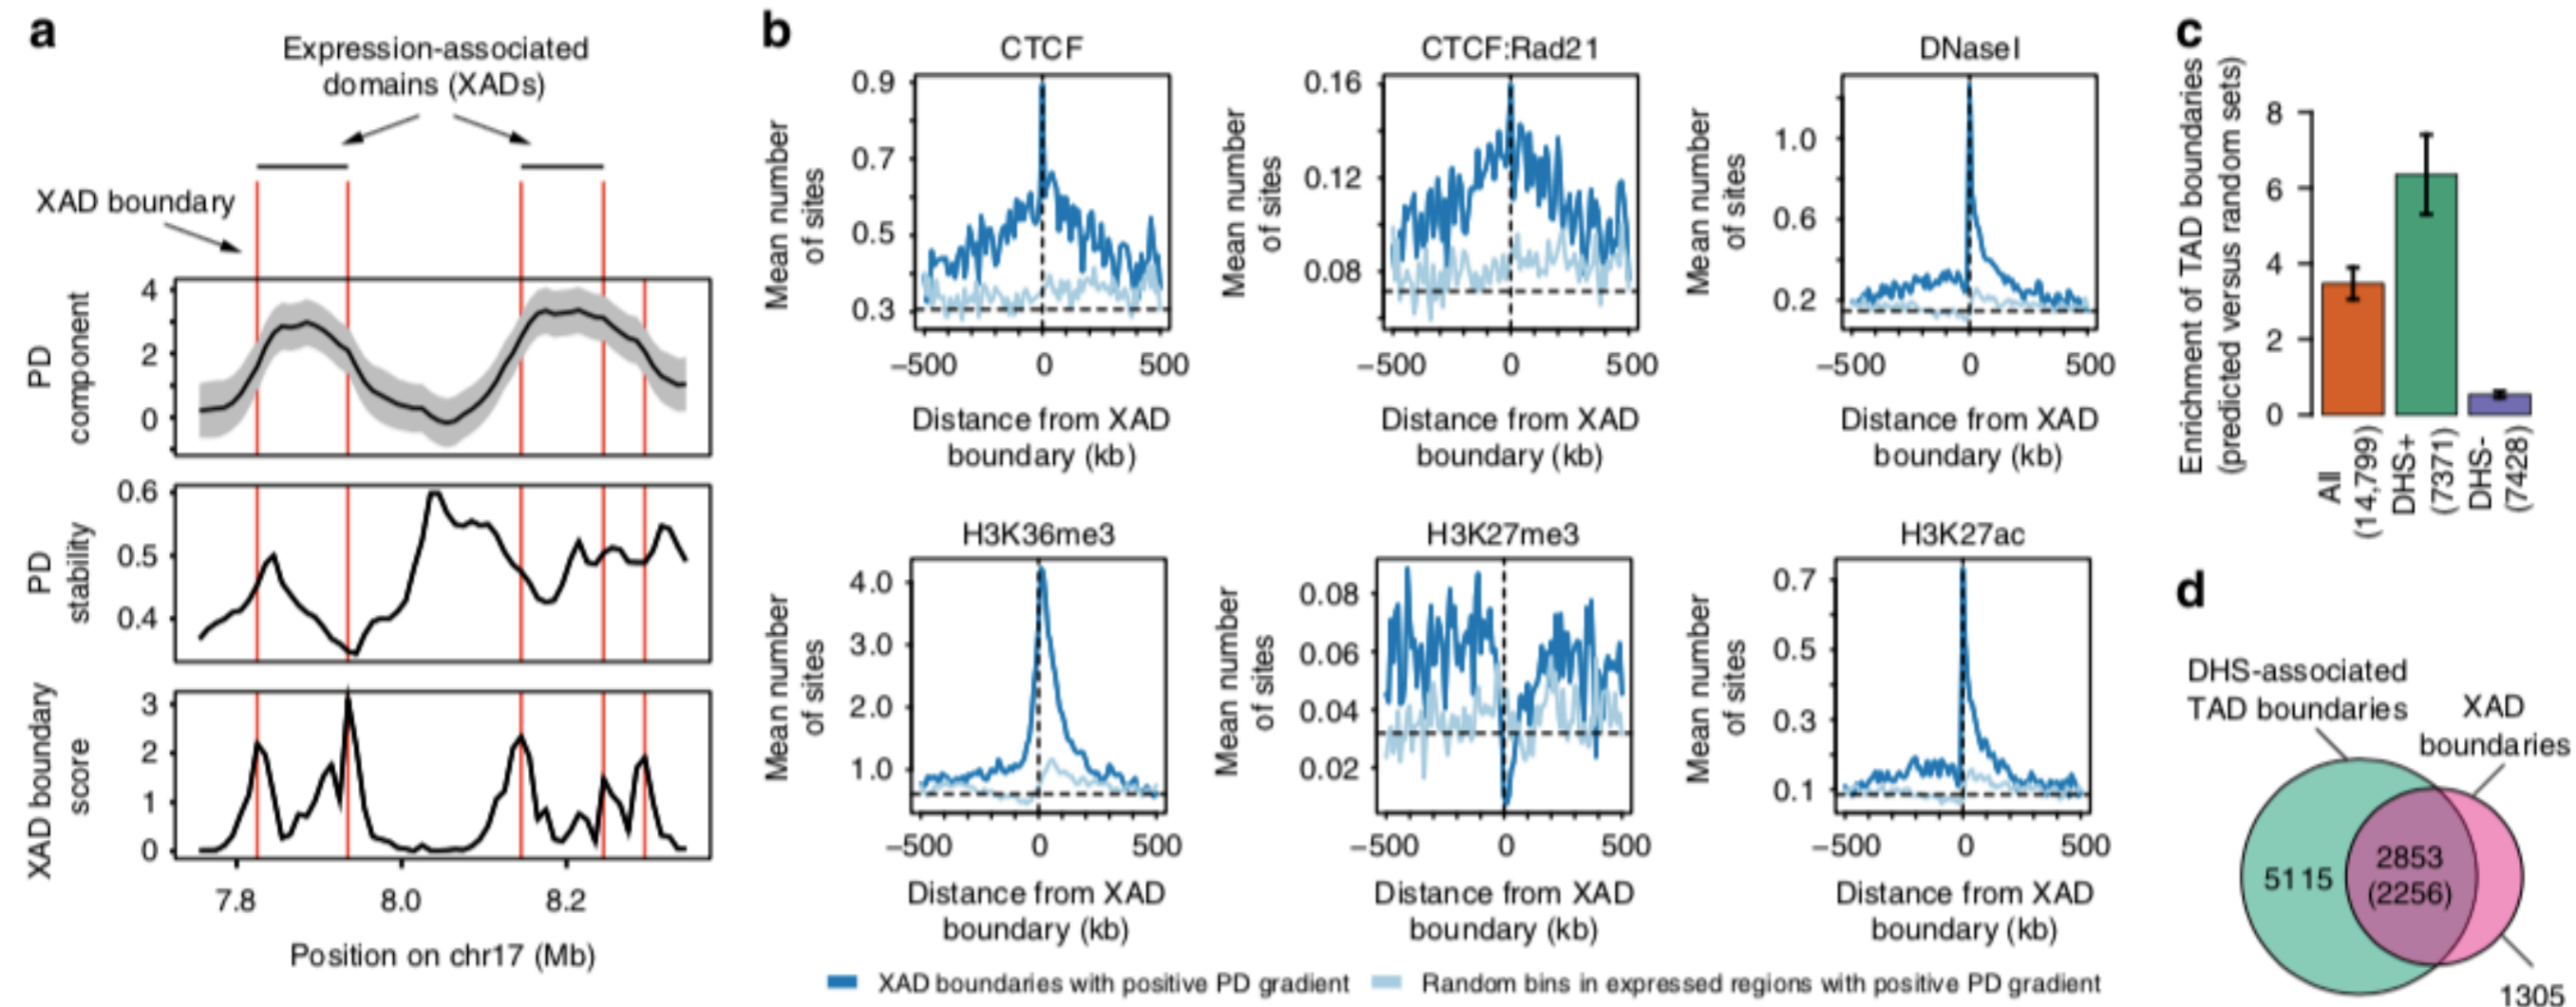 a
Expression-associated
domains (XADs)
XAD boundary
PD
component
4
2
0
PD
stability
0.6
0.5
0.4
XAD boundary
score
3
2
1
0
7.8
8.0
8.2
Position on chr17 (Mb)
b
CTCF
Mean number
of sites
0.9
0.7
0.5
0.3
−500
0
500
Distance from XAD
boundary (kb)
CTCF:Rad21
Mean number
of sites
0.16
0.12
0.08
−500
0
500
Distance from XAD
boundary (kb)
DNaseI
Mean number
of sites
1.0
0.6
0.2
−500
0
500
Distance from XAD
boundary (kb)
H3K36me3
Mean number
of sites
4.0
3.0
2.0
1.0
−500
0
500
Distance from XAD
boundary (kb)
H3K27me3
Mean number
of sites
0.08
0.06
0.04
0.02
−500
0
500
Distance from XAD
boundary (kb)
H3K27ac
Mean number
of sites
0.7
0.5
0.3
0.1
−500
0
500
Distance from XAD
boundary (kb)
XAD boundaries with positive PD gradient
Random bins in expressed regions with positive PD gradient
c
Enrichment of TAD boundaries
(predicted versus random sets)
8
6
4
2
0
All
(14,799)
DHS+
(7371)
DHS-
(7428)
d
DHS-associated
TAD boundaries
XAD
boundaries
5115
2853
(2256)
1305